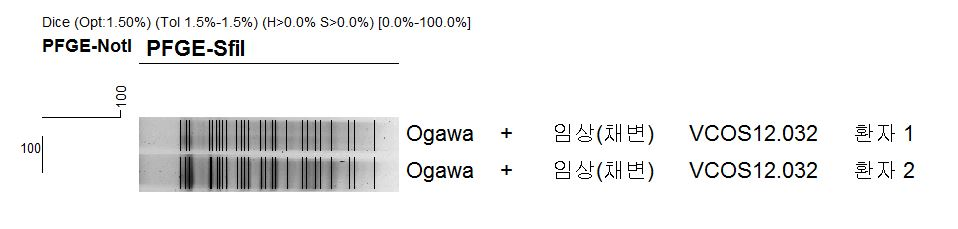 Dice (Opt:1.50%) (Tol 1.5%-1.5%) (H>0.0% S>0.0%) [0.0%-100.0%]
PFGE-NotI PFGE-SfiI
100
100
Ogawa + 임상(채변) VCOS12.032 환자 1
Ogawa + 임상(채변) VCOS12.032 환자 2